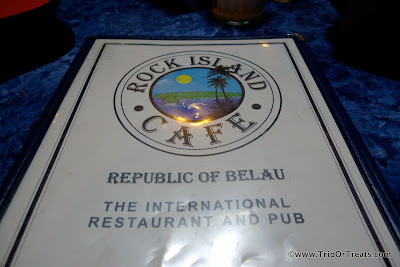 ROCK ISLAND
CAFE
REPUBLIC OF BELAU
THE INTERNATIONAL
RESTAURANT AND PUB
©www.TripOrTreats.com